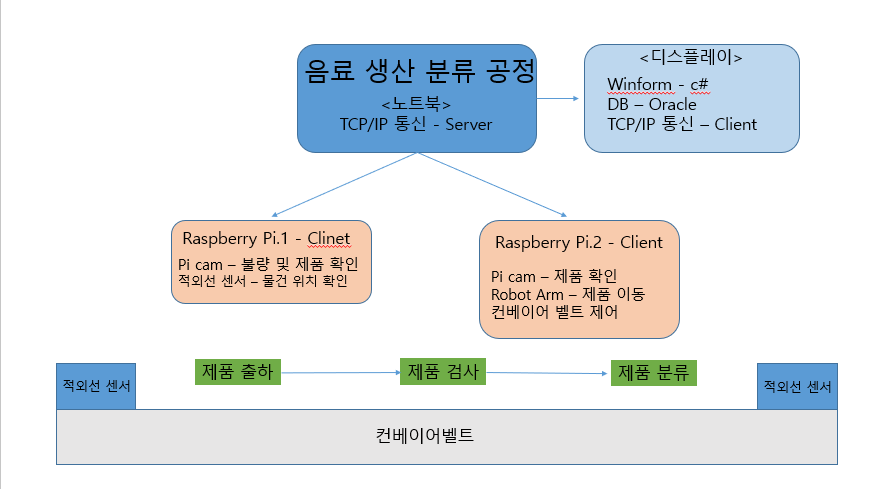 음료 생산 분류 공정
<노트북>
TCP/IP 통신 - Server
<디스플레이>
Winform - c#
DB – Oracle
TCP/IP 통신 – Client
Raspberry Pi.1 - Clinet
Pi cam – 불량 및 제품 확인
적외선 센서 – 물건 위치 확인
Raspberry Pi.2 - Client
Pi cam – 제품 확인
Robot Arm – 제품 이동
컨베이어 벨트 제어
적외선 센서
제품 출하
제품 검사
제품 분류
적외선 센서
컨베이어벨트